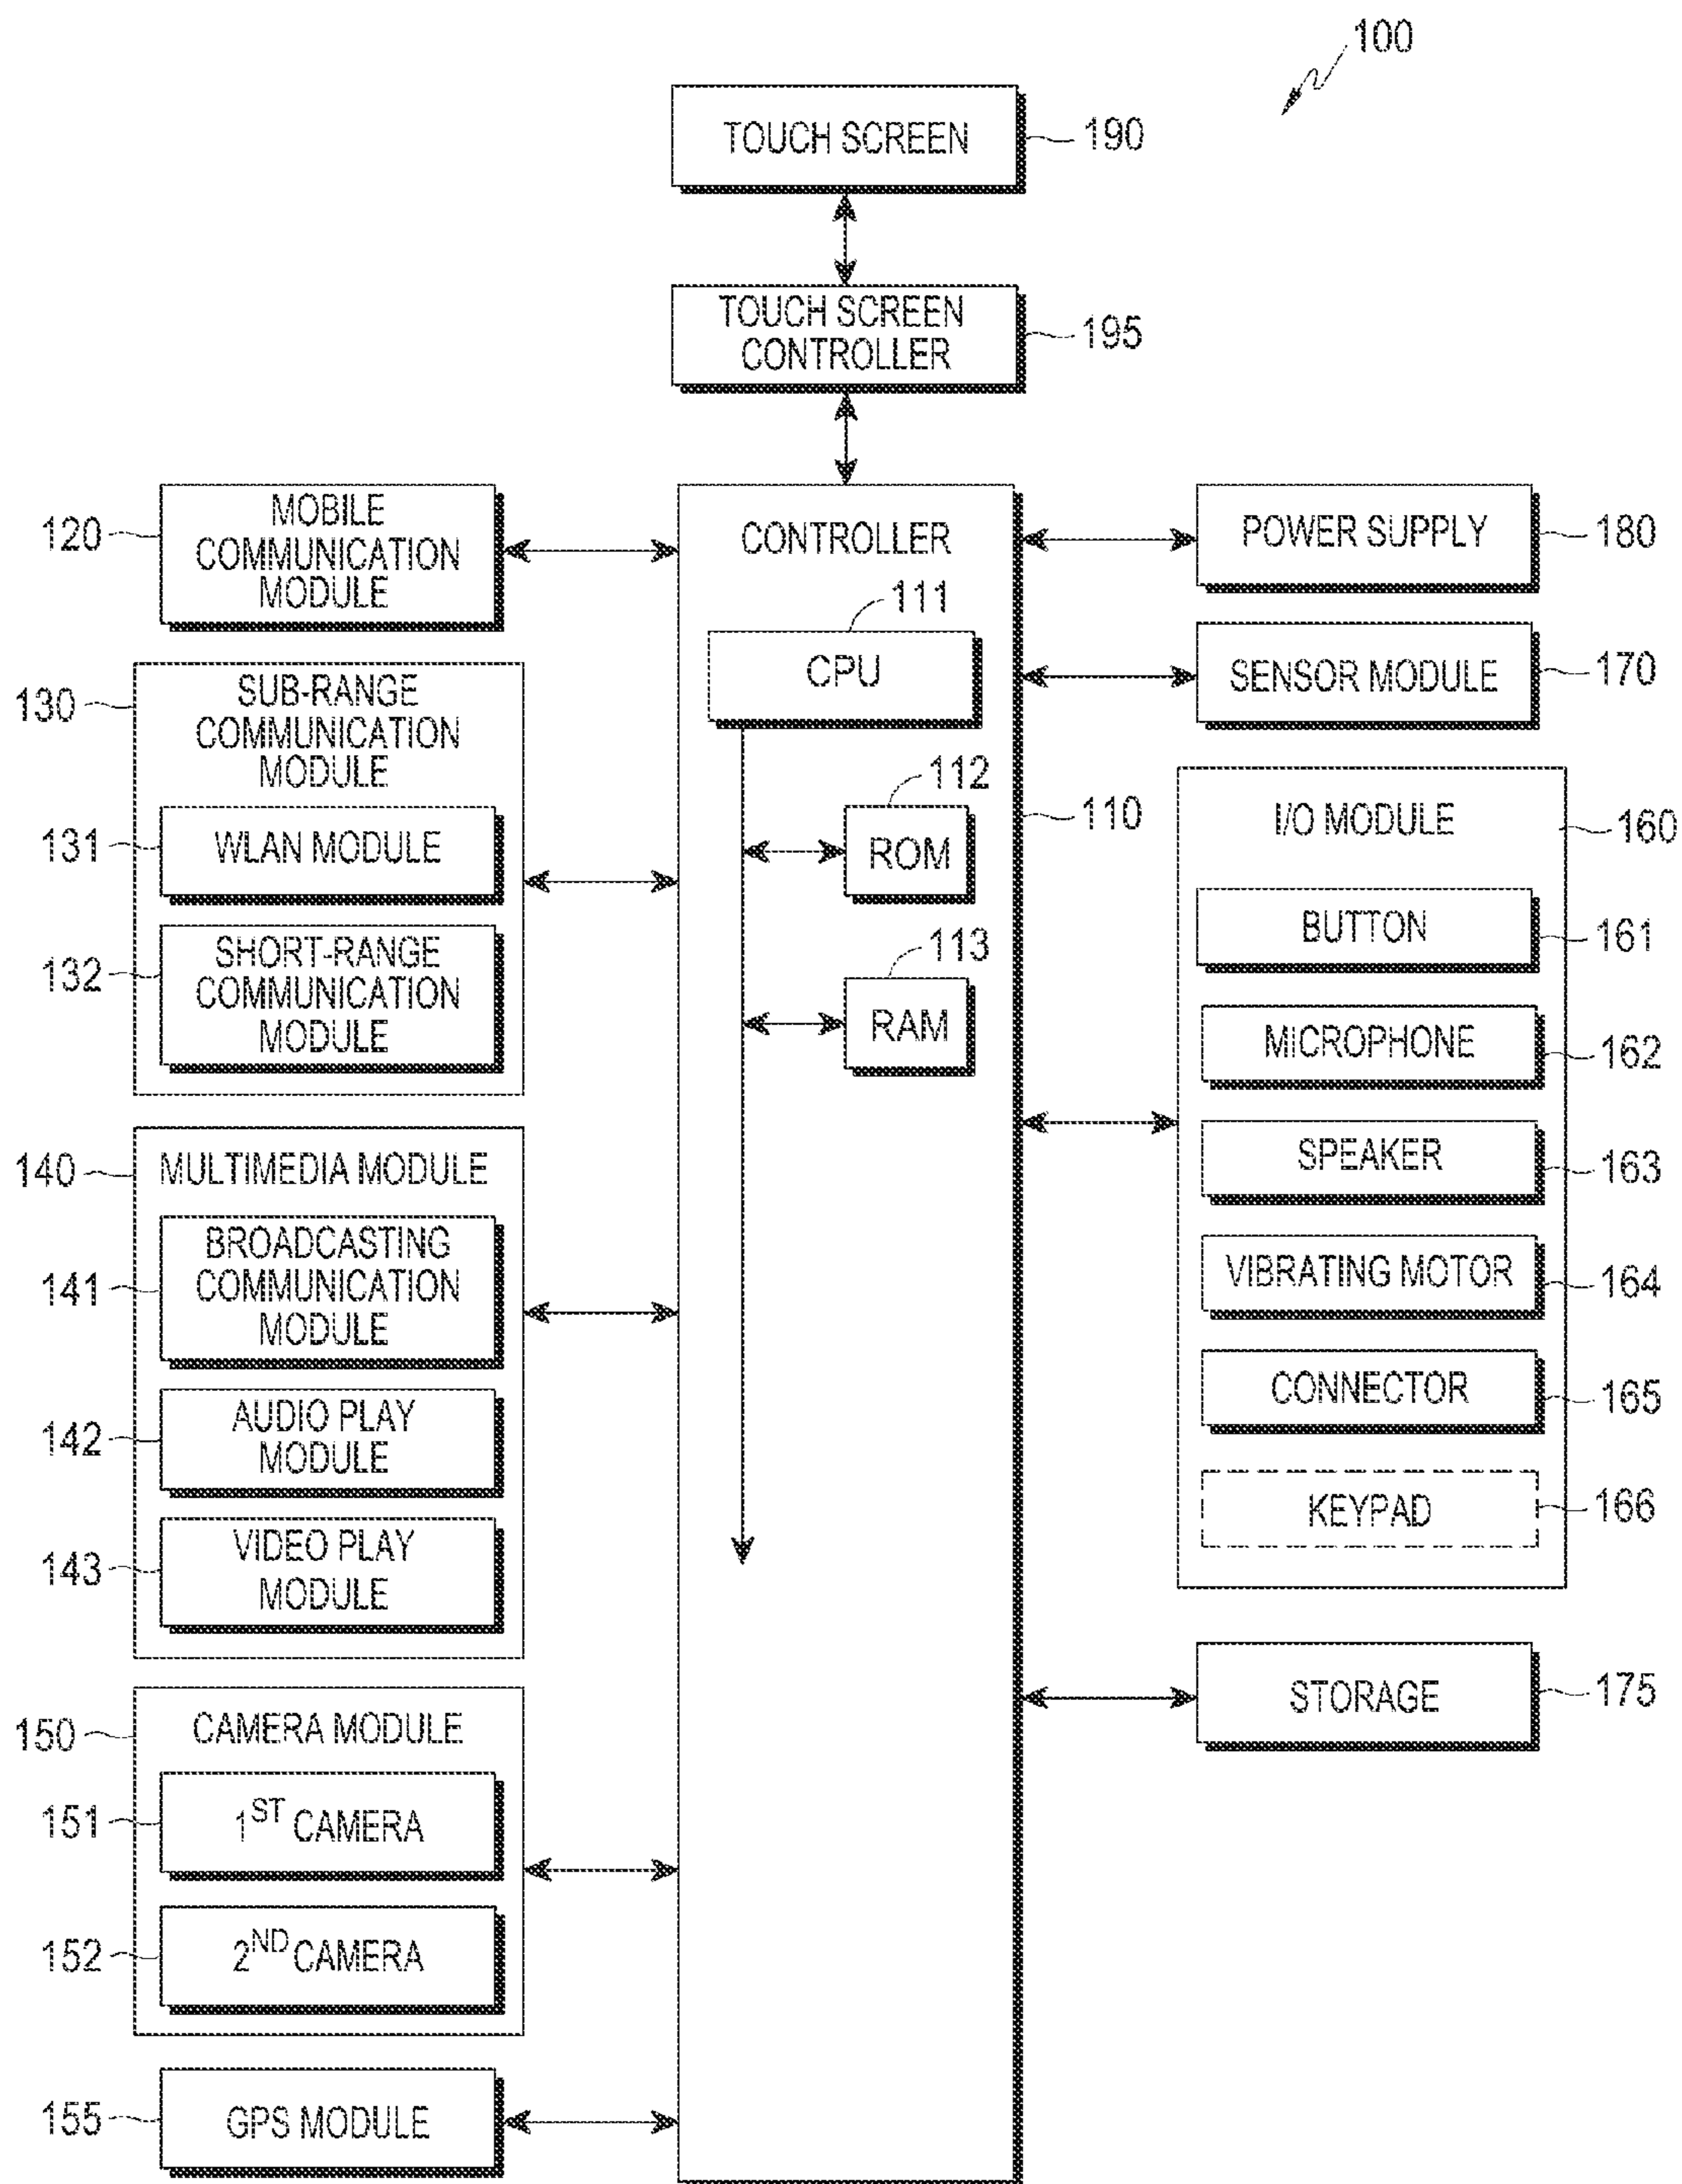 100
TOUCH SCREEN
190
TOUCH SCREEN
CONTROLLER
195
120
MOBILE
COMMUNICATION
MODULE
130
SUB-RANGE
COMMUNICATION
MODULE
131
WLAN MODULE
132
SHORT-RANGE
COMMUNICATION
MODULE
140
MULTIMEDIA MODULE
141
BROADCASTING
COMMUNICATION
MODULE
142
AUDIO PLAY
MODULE
143
VIDEO PLAY
MODULE
150
CAMERA MODULE
151
1ST CAMERA
152
2ND CAMERA
155
GPS MODULE
CONTROLLER
111
CPU
112
ROM
113
RAM
110
POWER SUPPLY
180
SENSOR MODULE
170
I/O MODULE
160
BUTTON
161
MICROPHONE
162
SPEAKER
163
VIBRATING MOTOR
164
CONNECTOR
165
KEYPAD
166
STORAGE
175